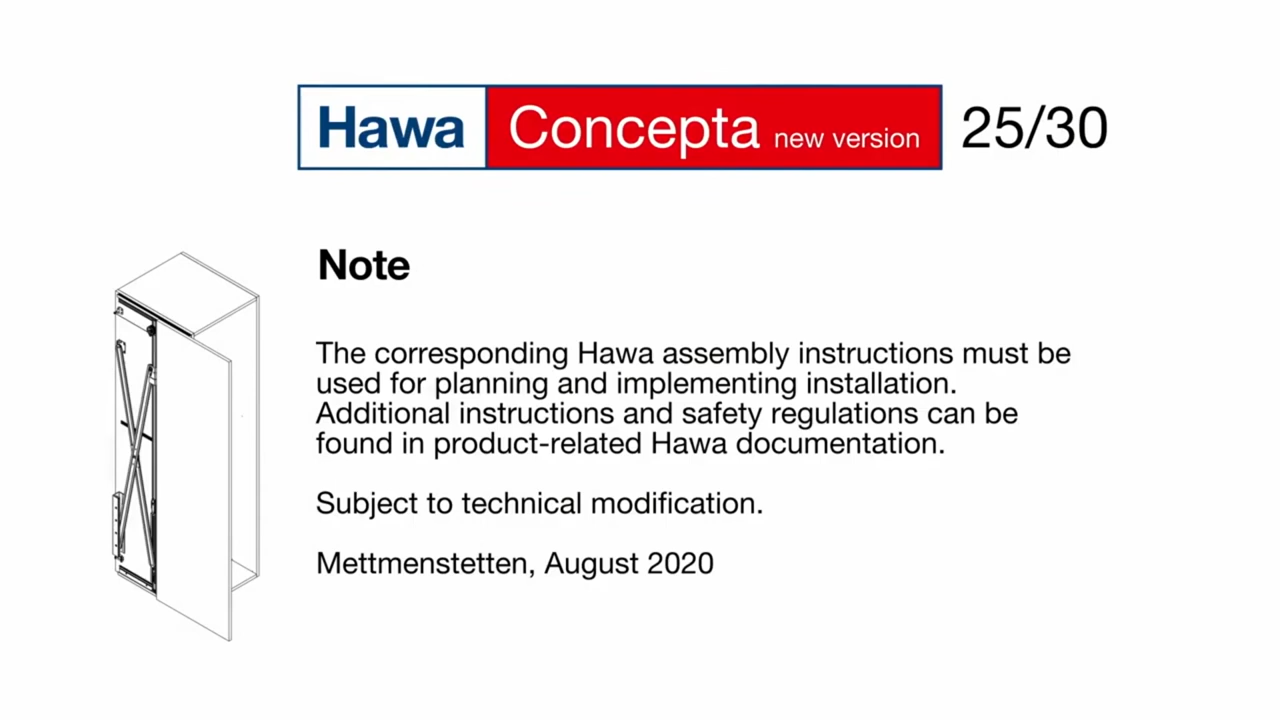 Hawa Concepta new version 25/30
Note
The corresponding Hawa assembly instructions must be
used for planning and implementing installation.
Additional instructions and safety regulations can be
found in product-related Hawa documentation.
Subject to technical modification.
Mettmenstetten, August 2020